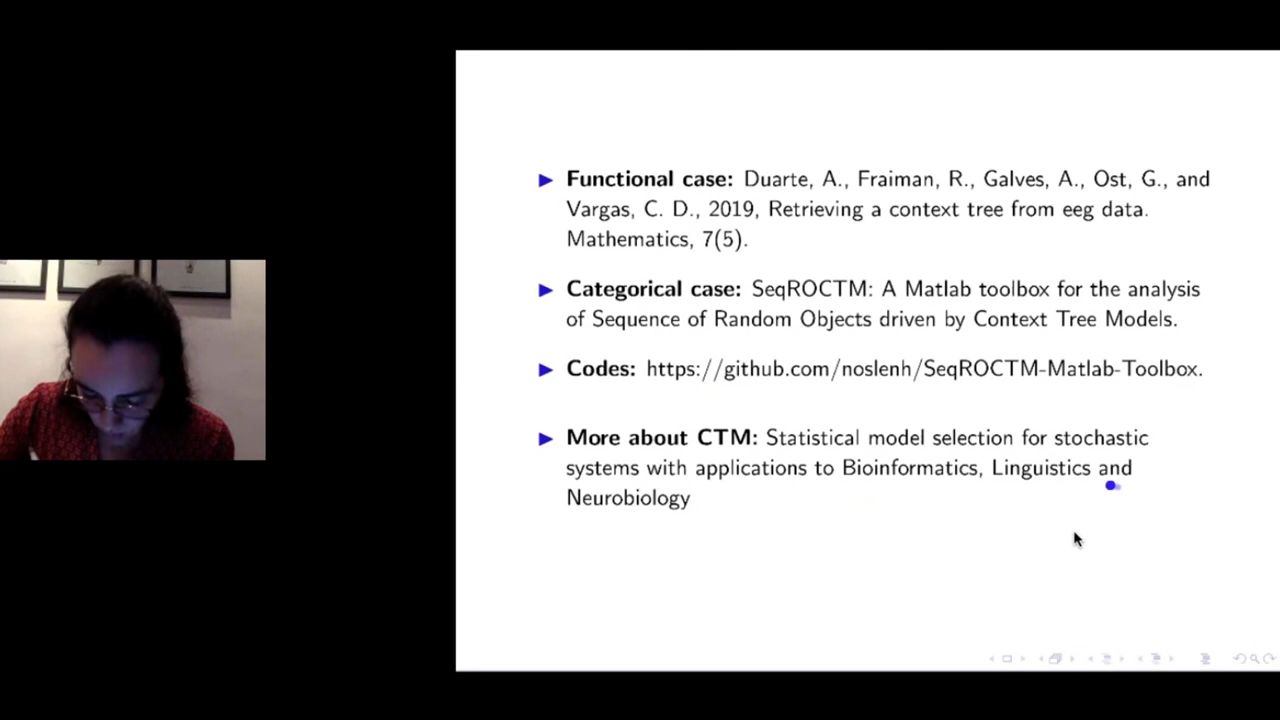 Functional case: Duarte, A., Fraiman, R., Galves, A., Ost, G., and
Vargas, C. D., 2019, Retrieving a context tree from eeg data.
Mathematics, 7(5).
Categorical case: SeqROCTM: A Matlab toolbox for the analysis
of Sequence of Random Objects driven by Context Tree Models.
Codes: https://github.com/noslenh/SeqROCTM-Matlab-Toolbox.
More about CTM: Statistical model selection for stochastic
systems with applications to Bioinformatics, Linguistics and
Neurobiology